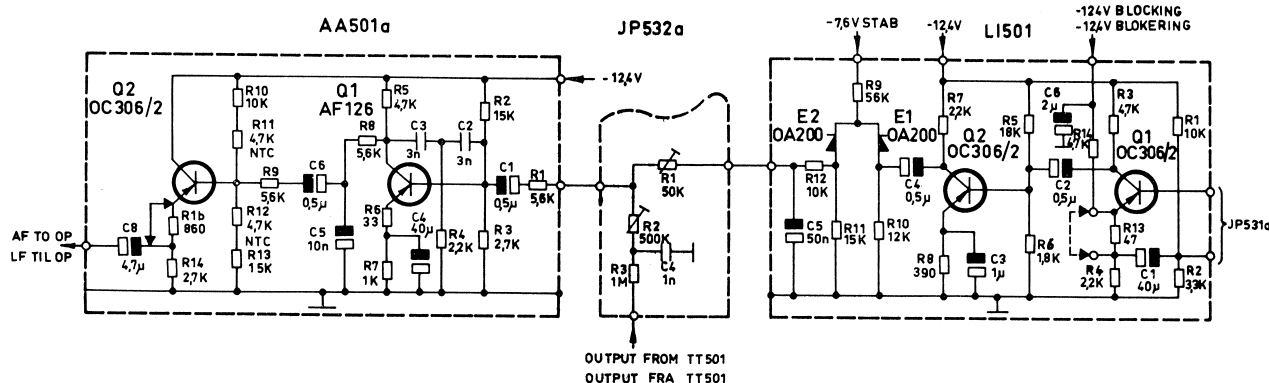 AA501a
JP532a
-7,6V STAB
-12,4V
LI501
-124V BLOCKING
-12,4V BLOKERING
Q2
OC306/2
R10
10K
R11
4,7K
NTC
R9
5,6K
R12
4,7K
NTC
R13
15K
R1b
860
R14
2,7K
C8
4,7µ
AF TO OP
LF TIL OP
C6
0,5µ
C5
10n
Q1
AF126
R5
4,7K
R8
5,6K
C3
3n
C2
3n
R2
15K
C1
0,5µ
R1
5,6K
R6
33
C4
40µ
R4
2,2K
R3
2,7K
R7
1K
-12,4V
R1
50K
R2
500K
C4
1n
R3
1M
OUTPUT FROM TT501
OUTPUT FRA TT501
R9
56K
E2
OA200
E1
OA200
R12
10K
C5
50n
R11
15K
R10
12K
C4
0,5µ
R7
2,2K
Q2
OC306/2
R8
390
C3
1µ
R5
18K
R6
1,8K
C6
2µ
R14
47K
C2
0,5µ
R3
4,7K
Q1
OC306/2
R1
10K
R13
47
R4
2,2K
C1
40µ
R2
3,3K
JP531a